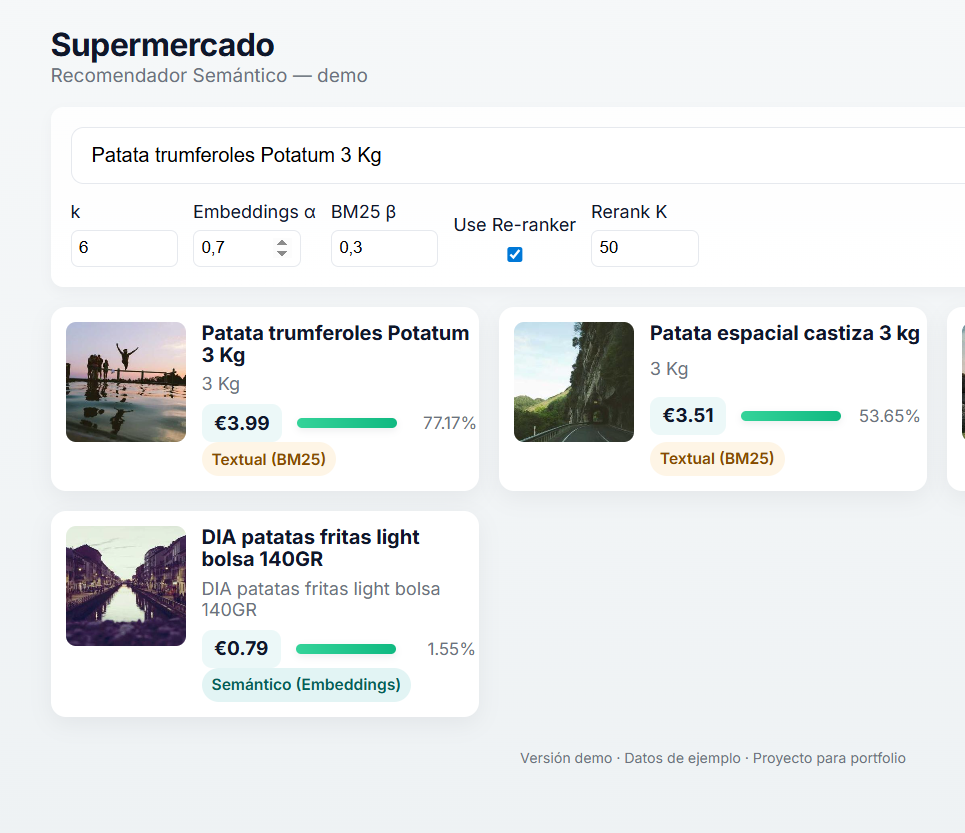 Supermercado
Recomendador Semántico — demo
Patata trumferoles Potatum 3 Kg
k
Embeddings α
BM25 β
Use Re-ranker
Rerank K
6
0,7
0,3
50
Patata trumferoles Potatum
3 Kg
3 Kg
€3.99
77.17%
Textual (BM25)
Patata espacial castiza 3 kg
3 Kg
€3.51
53.65%
Textual (BM25)
DIA patatas fritas light
bolsa 140GR
DIA patatas fritas light bolsa
140GR
€0.79
1.55%
Semántico (Embeddings)
Versión demo · Datos de ejemplo · Proyecto para portfolio